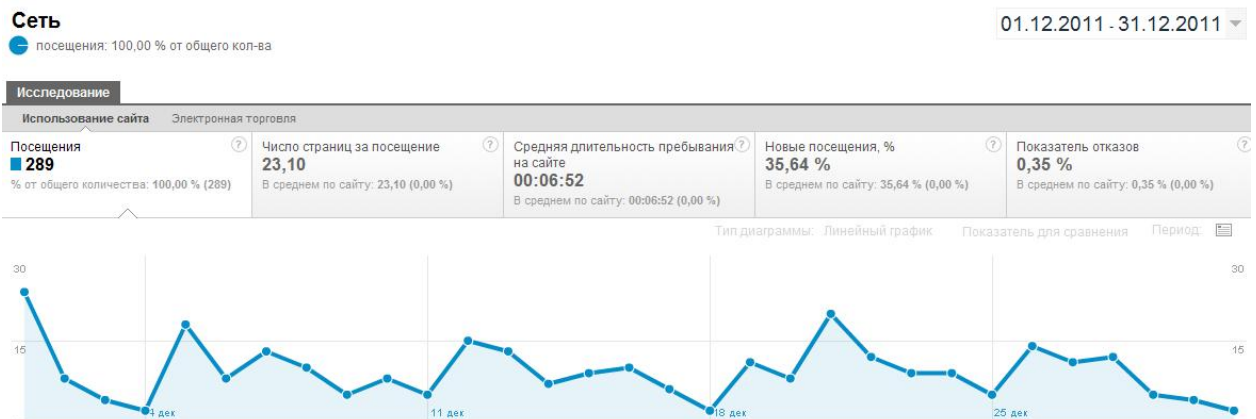 Сеть
01.12.2011 - 31.12.2011
посещения: 100,00 % от общего кол-ва
Исследование
Использование сайта Электронная торговля
Посещения
289
% от общего количества: 100,00 % (289)
Число страниц за посещение
23,10
В среднем по сайту: 23,10 (0,00 %)
Средняя длительность пребывания
на сайте
00:06:52
В среднем по сайту: 00:06:52 (0,00 %)
Новые посещения, %
35,64 %
В среднем по сайту: 35,64 % (0,00 %)
Показатель отказов
0,35 %
В среднем по сайту: 0,35 % (0,00 %)
Тип диаграммы: Линейный график Показатель для сравнения Период:
30 30
15 15
4 дек 11 дек 18 дек 25 дек